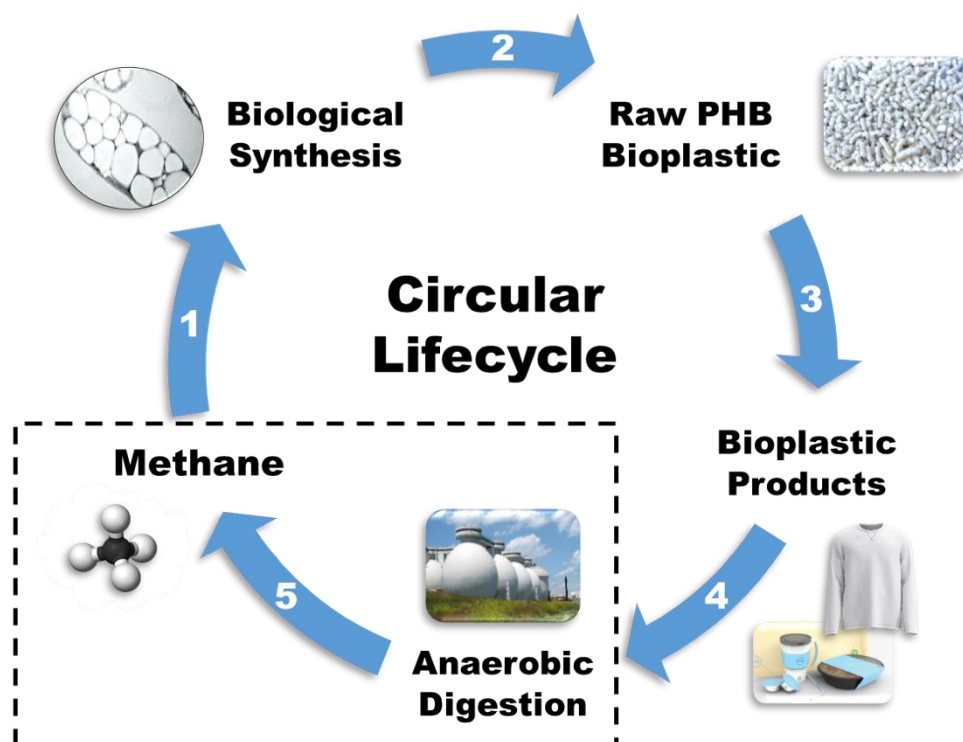 2
Biological
Synthesis
Raw PHB
Bioplastic
1
Circular
Lifecycle
3
Methane
Bioplastic
Products
5
4
Anaerobic
Digestion